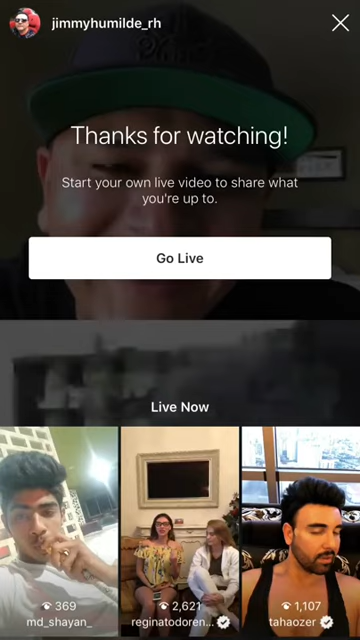 jimmyhumilde_rh
Thanks for watching!
Start your own live video to share what
you're up to.
Go Live
Live Now
369
md_shayan_
2,621
reginatodoren...
1,107
tahaozer